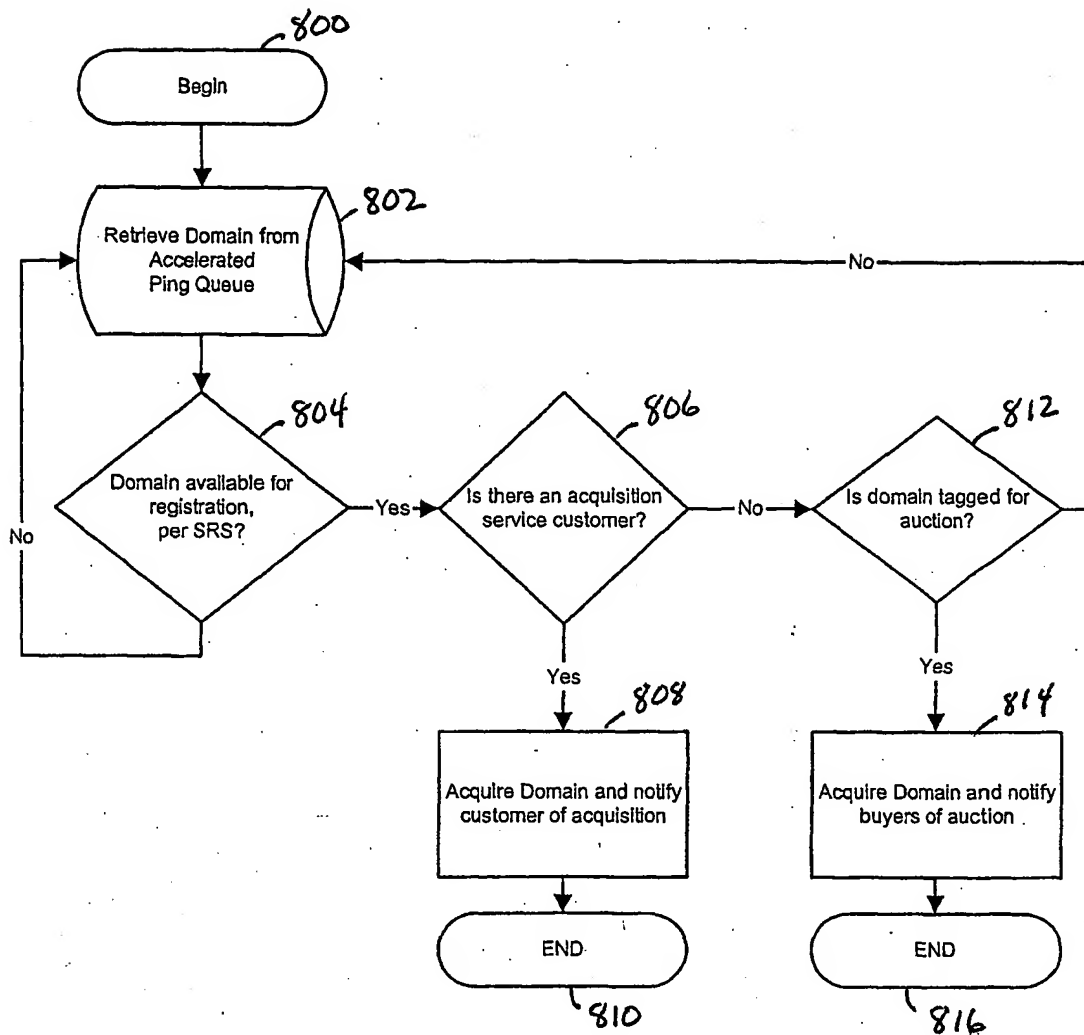 800
Begin
802
Retrieve Domain from
Accelerated
Ping Queue
No
804
Domain available for
registration,
per SRS?
No
Yes
806
Is there an acquisition
service customer?
No
812
Is domain tagged for
auction?
Yes
Yes
808
Acquire Domain and notify
customer of acquisition
814
Acquire Domain and notify
buyers of auction
END
810
END
816